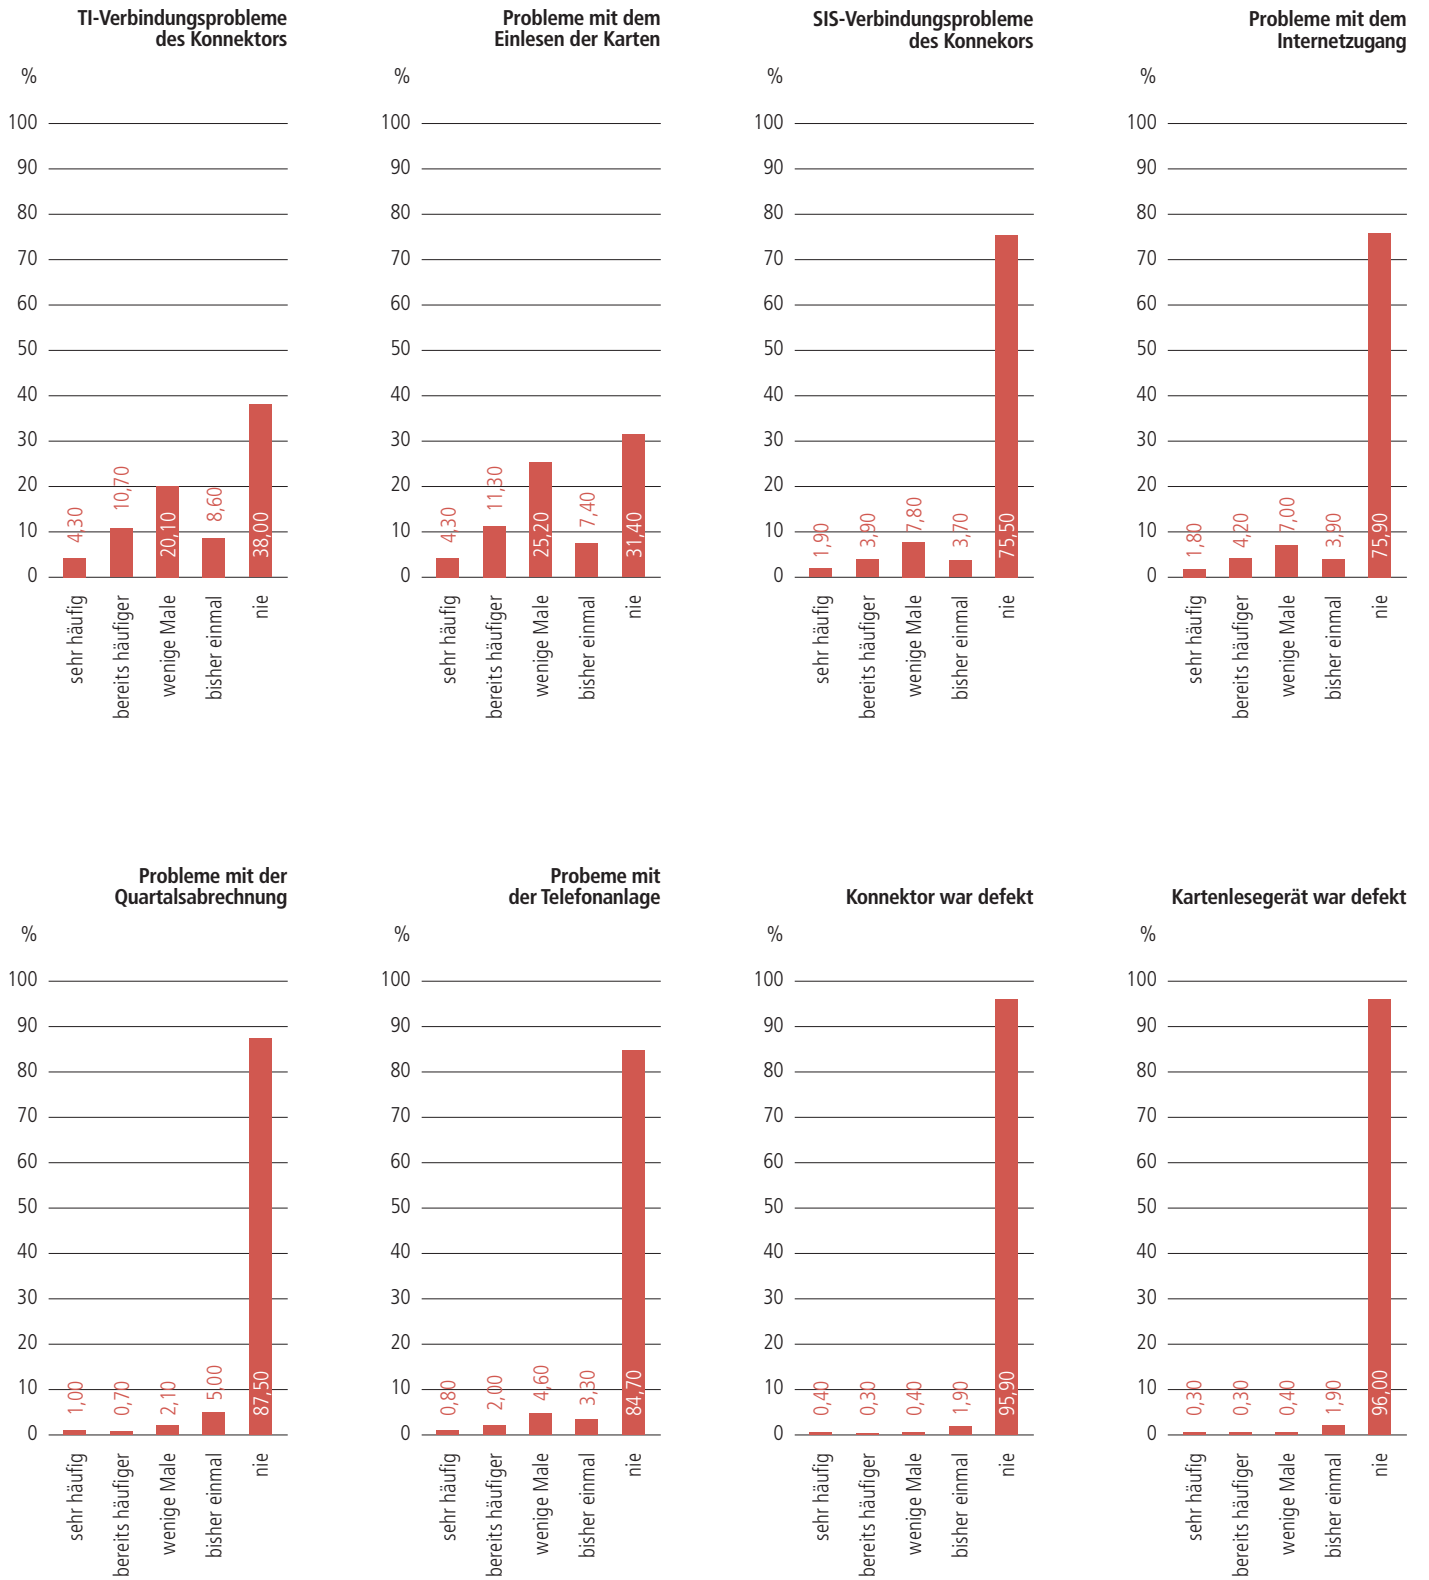 TI-Verbindungsprobleme
des Konnektors
%
100
90
80
70
60
50
40
30
20
10
0
4,30
10,70
20,10
8,60
38,00
sehr häufig
bereits häufiger
wenige Male
bisher einmal
nie
Probleme mit dem
Einlesen der Karten
%
100
90
80
70
60
50
40
30
20
10
0
4,30
11,30
25,20
7,40
31,40
sehr häufig
bereits häufiger
wenige Male
bisher einmal
nie
SIS-Verbindungsprobleme
des Konnekors
%
100
90
80
70
60
50
40
30
20
10
0
1,90
3,90
7,80
3,70
75,50
sehr häufig
bereits häufiger
wenige Male
bisher einmal
nie
Probleme mit dem
Internetzugang
%
100
90
80
70
60
50
40
30
20
10
0
1,80
4,20
7,00
3,90
75,90
sehr häufig
bereits häufiger
wenige Male
bisher einmal
nie
Probleme mit der
Quartalsabrechnung
%
100
90
80
70
60
50
40
30
20
10
0
1,00
0,70
2,10
5,00
87,50
sehr häufig
bereits häufiger
wenige Male
bisher einmal
nie
Probeme mit
der Telefonanlage
%
100
90
80
70
60
50
40
30
20
10
0
0,80
2,00
4,60
3,30
84,70
sehr häufig
bereits häufiger
wenige Male
bisher einmal
nie
Konnektor war defekt
%
100
90
80
70
60
50
40
30
20
10
0
0,40
0,30
0,40
1,90
95,90
sehr häufig
bereits häufiger
wenige Male
bisher einmal
nie
Kartenlesegerät war defekt
%
100
90
80
70
60
50
40
30
20
10
0
0,30
0,30
0,40
1,90
96,00
sehr häufig
bereits häufiger
wenige Male
bisher einmal
nie